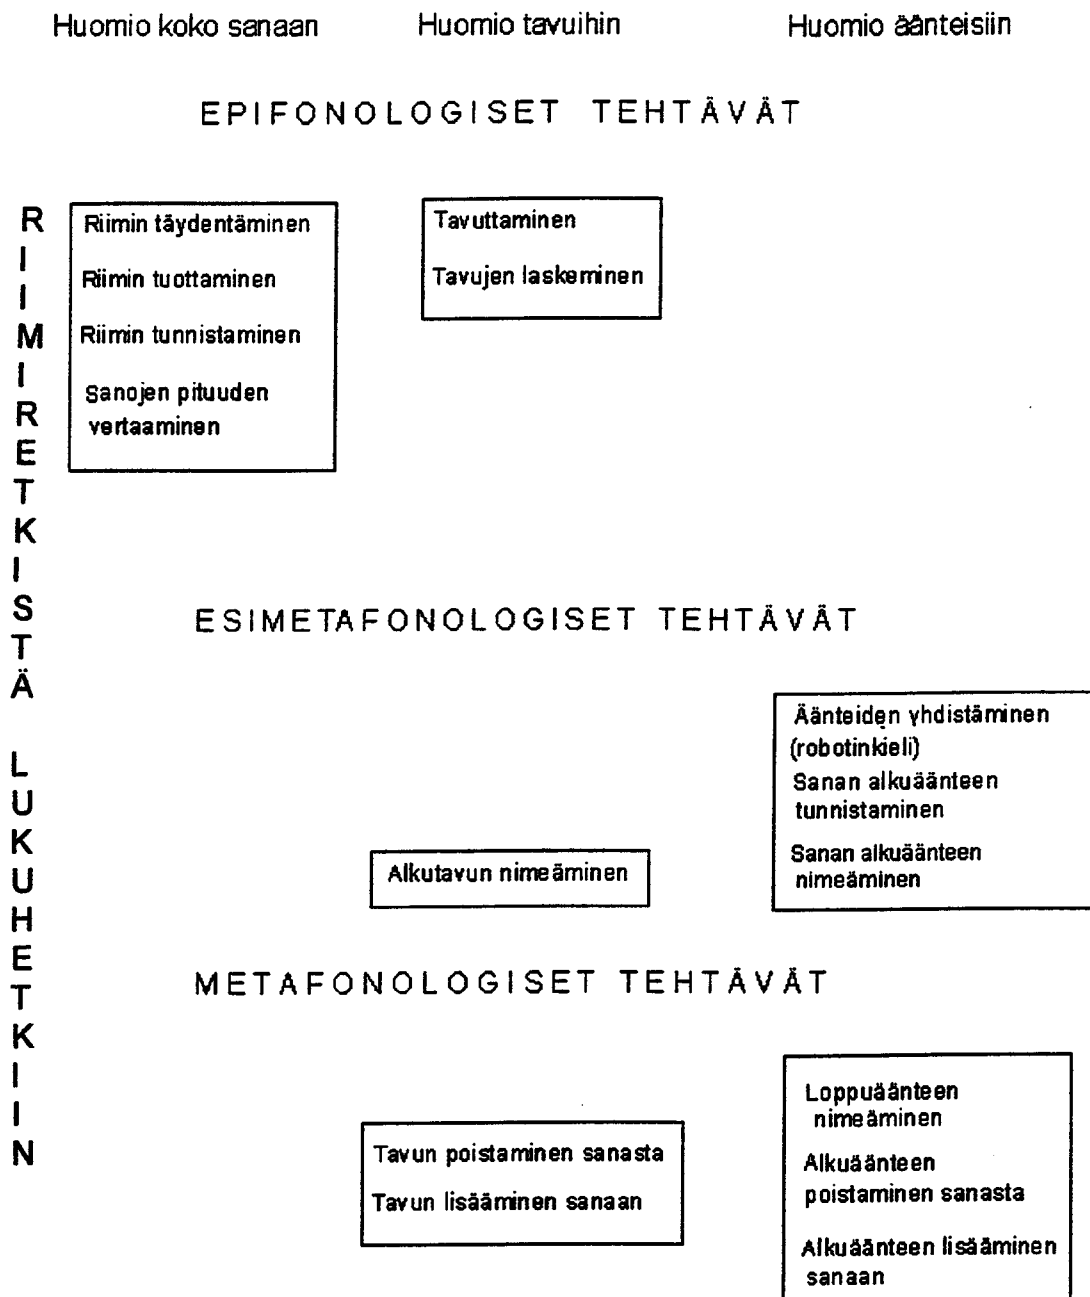 Huomio koko sanaan
Huomio tavuihin
Huomio äänteisiin
EPIFONOLOGISET TEHTÄVÄT
RIIMIRETKISTÄ LUKUHETKIIN
Riimin täydentäminen
Riimin tuottaminen
Riimin tunnistaminen
Sanojen pituuden
vertaaminen
Tavuttaminen
Tavujen laskeminen
ESIMETAFONOLOGISET TEHTÄVÄT
Alkutavun nimeäminen
Äänteiden yhdistäminen
(robotinkieli)
Sanan alkuäänteen
tunnistaminen
Sanan alkuäänteen
nimeäminen
METAFONOLOGISET TEHTÄVÄT
Tavun poistaminen sanasta
Tavun lisääminen sanaan
Loppuäänteen
nimeäminen
Alkuäänteen
poistaminen sanasta
Alkuäänteen lisääminen
sanaan